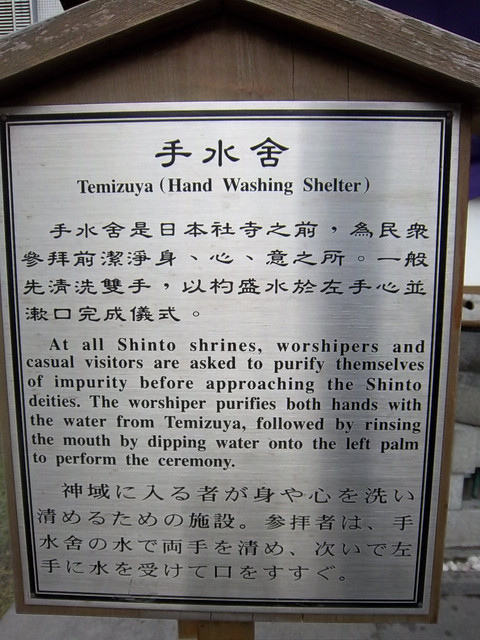 手水舍
Temizuya (Hand Washing Shelter)
手水舍是日本社寺之前，為民眾
參拜前潔淨身、心、意之所。一般
先清洗雙手，以杓盛水於左手心並
漱口完成儀式。
At all Shinto shrines, worshipers and
casual visitors are asked to purify themselves
of impurity before approaching the Shinto
deities. The worshiper purifies both hands with
the water from Temizuya, followed by rinsing
the mouth by dipping water onto the left palm
to perform the ceremony.
神域に入る者が身や心を洗い
清めるための施設。参拝者は、手
水舍の水で両手を清め、次いで左
手に水を受けて口をすすぐ。